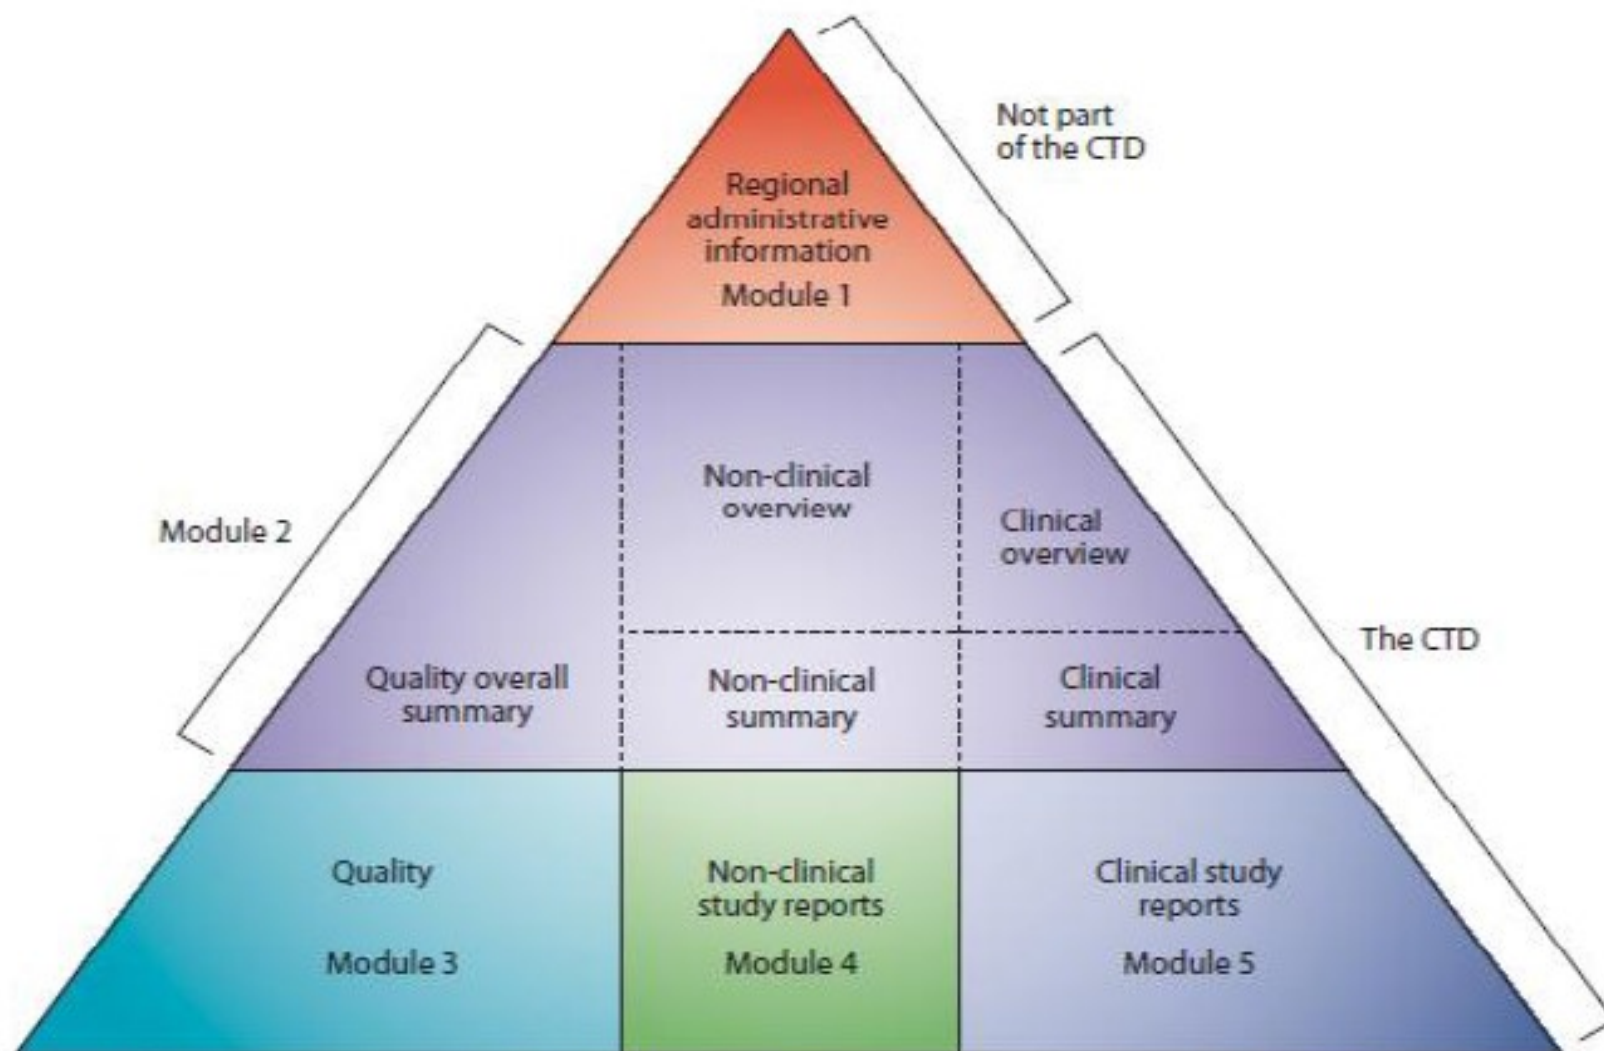 Not part
of the CTD
Regional
administrative
information
Module 1
Module 2
Non-clinical
overview
Clinical
overview
The CTD
Quality overall
summary
Non-clinical
summary
Clinical
summary
Quality
Module 3
Non-clinical
study reports
Module 4
Clinical study
reports
Module 5